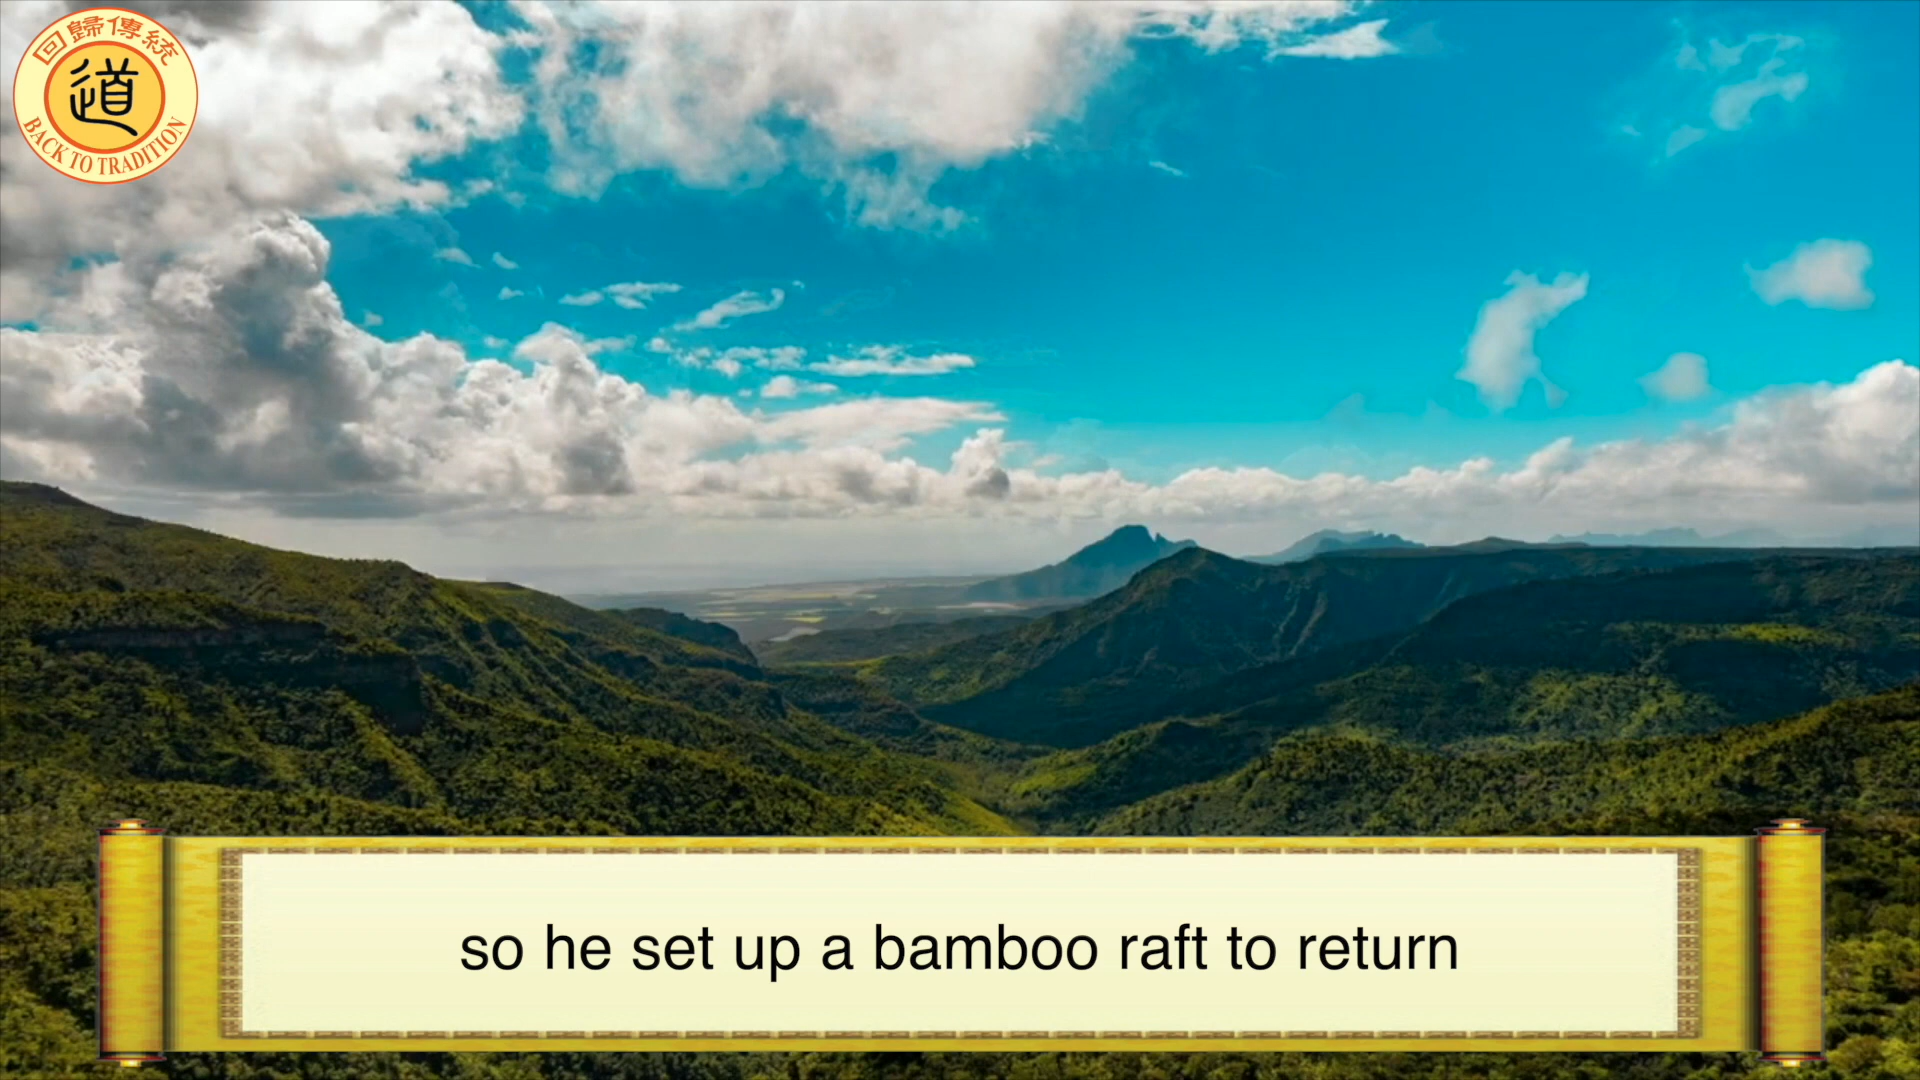 回歸傳統
道
BACK TO TRADITION
so he set up a bamboo raft to return